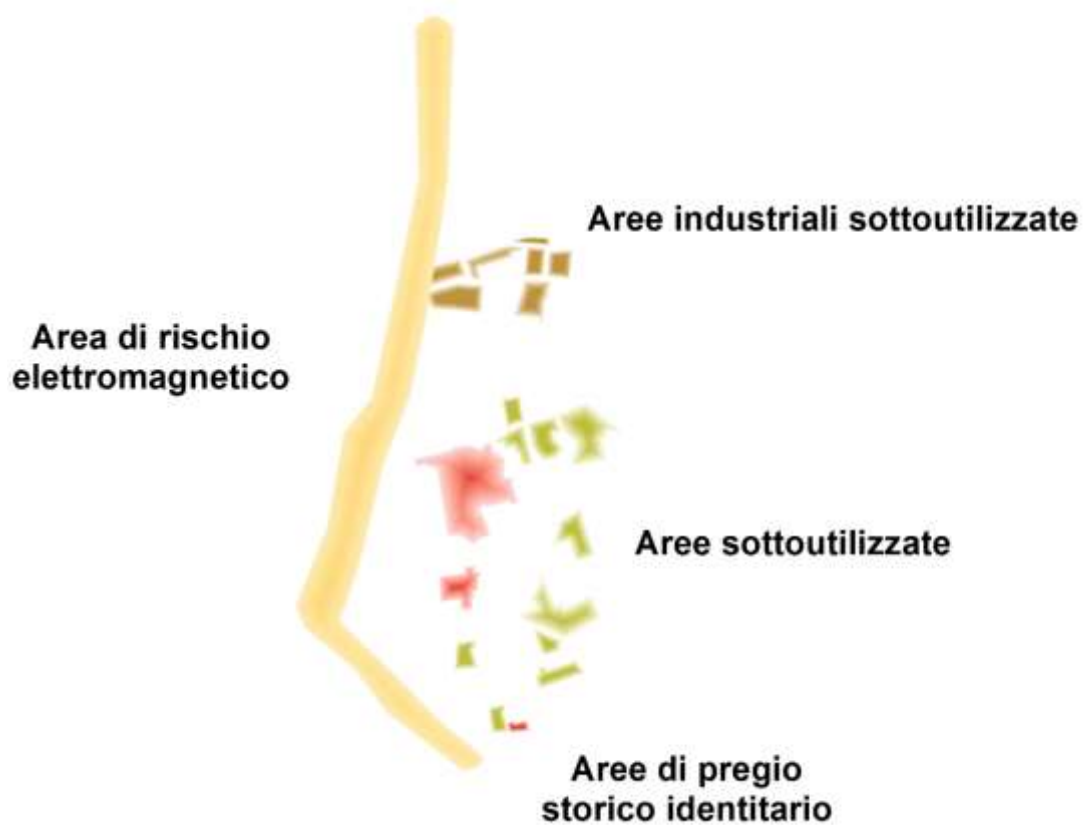 Aree industriali sottoutilizzate
Area di rischio
elettromagnetico
Aree sottoutilizzate
Aree di pregio
storico identitario